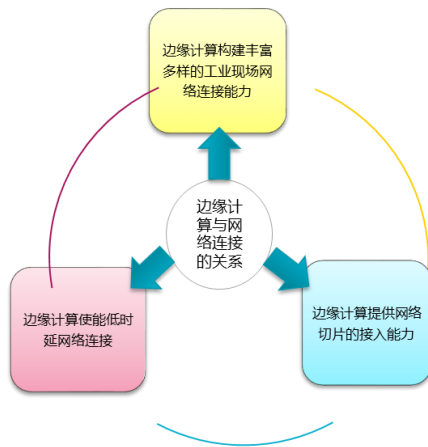 边缘计算构建丰富
多样的工业现场网
络连接能力
边缘计
算与网
络连接
的关系
边缘计算使能低时
延网络连接
边缘计算提供网络
切片的接入能力